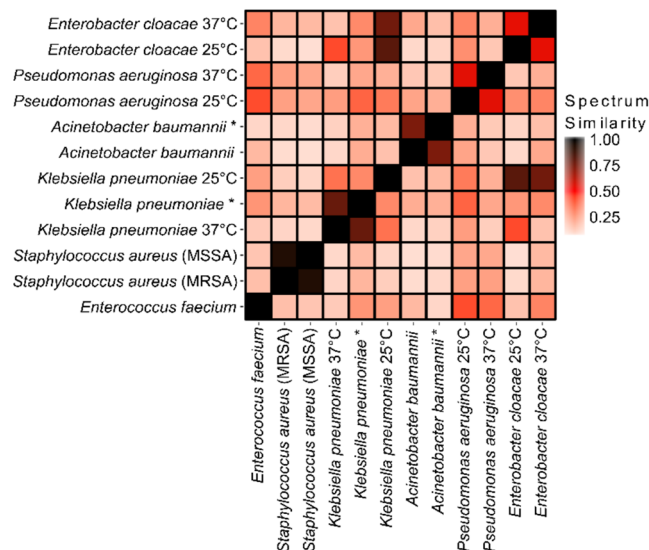 Enterobacter cloacae 37°C
Enterobacter cloacae 25°C
Pseudomonas aeruginosa 37°C
Pseudomonas aeruginosa 25°C
Acinetobacter baumannii *
Acinetobacter baumannii
Klebsiella pneumoniae 25°C
Klebsiella pneumoniae *
Klebsiella pneumoniae 37°C
Staphylococcus aureus (MSSA)
Staphylococcus aureus (MRSA)
Enterococcus faecium
Spectrum
Similarity
1.00
0.75
0.50
0.25
Enterococcus faecium
Staphylococcus aureus (MRSA)
Staphylococcus aureus (MSSA)
Klebsiella pneumoniae 37°C
Klebsiella pneumoniae *
Klebsiella pneumoniae 25°C
Acinetobacter baumannii
Acinetobacter baumannii *
Pseudomonas aeruginosa 25°C
Pseudomonas aeruginosa 37°C
Enterobacter cloacae 25°C
Enterobacter cloacae 37°C